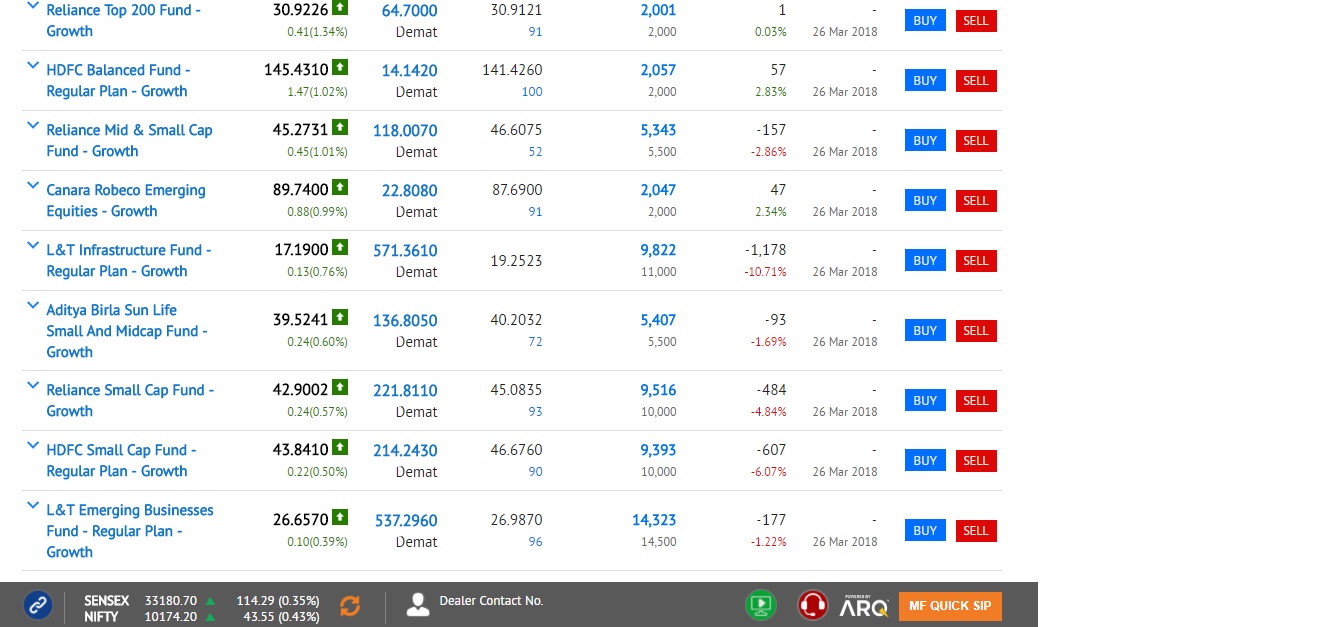 Reliance Top 200 Fund - 30.9226 64.7000 30.9121 2,001 1 - BUY SELL
Growth 0.41(1.34%) Demat 91 2,000 0.03% 26 Mar 2018
HDFC Balanced Fund - 145.4310 14.1420 141.4260 2,057 57 - BUY SELL
Regular Plan - Growth 1.47(1.02%) Demat 100 2,000 2.83% 26 Mar 2018
Reliance Mid & Small Cap 45.2731 118.0070 46.6075 5,343 -157 - BUY SELL
Fund - Growth 0.45(1.01%) Demat 52 5,500 -2.86% 26 Mar 2018
Canara Robeco Emerging 89.7400 22.8080 87.6900 2,047 47 - BUY SELL
Equities - Growth 0.88(0.99%) Demat 91 2,000 2.34% 26 Mar 2018
L&T Infrastructure Fund - 17.1900 571.3610 19.2523 9,822 -1,178 - BUY SELL
Regular Plan - Growth 0.13(0.76%) Demat 11,000 -10.71% 26 Mar 2018
Aditya Birla Sun Life
Small And Midcap Fund - 39.5241 136.8050 40.2032 5,407 -93 - BUY SELL
Growth 0.24(0.60%) Demat 72 5,500 -1.69% 26 Mar 2018
Reliance Small Cap Fund - 42.9002 221.8110 45.0835 9,516 -484 - BUY SELL
Growth 0.24(0.57%) Demat 93 10,000 -4.84% 26 Mar 2018
HDFC Small Cap Fund - 43.8410 214.2430 46.6760 9,393 -607 - BUY SELL
Regular Plan - Growth 0.22(0.50%) Demat 90 10,000 -6.07% 26 Mar 2018
L&T Emerging Businesses
Fund - Regular Plan - 26.6570 537.2960 26.9870 14,323 -177 - BUY SELL
Growth 0.10(0.39%) Demat 96 14,500 -1.22% 26 Mar 2018
SENSEX 33180.70 114.29 (0.35%) Dealer Contact No. POWERED BY ARQ MF QUICK SIP
NIFTY 10174.20 43.55 (0.43%)